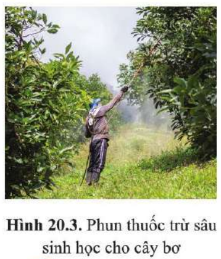 Hình 20.3. Phun thuốc trừ sâu
sinh học cho cây bơ